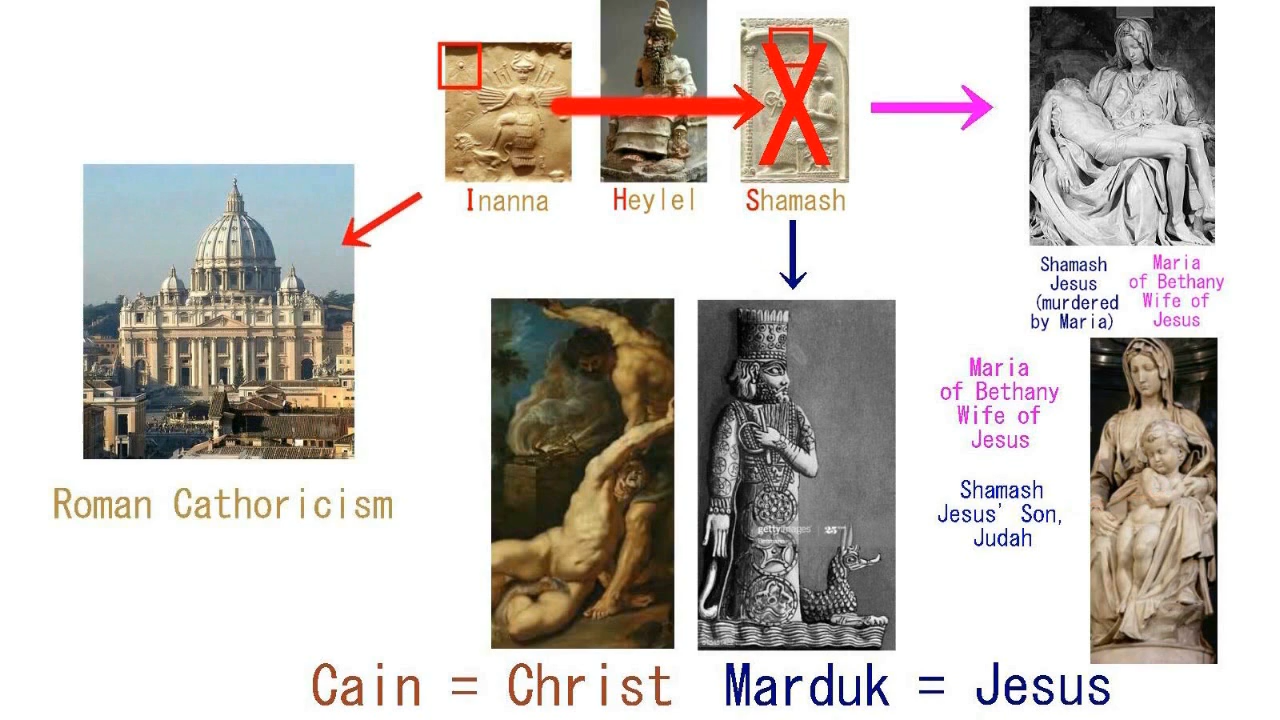 Inanna
Heylel
Shamash
Shamash
Jesus
(murdered
by Maria)
Maria
of Bethany
Wife of
Jesus
Maria
of Bethany
Wife of
Jesus
Shamash
Jesus' Son,
Judah
Roman Cathoricism
gettyimages
Cain = Christ
Marduk = Jesus